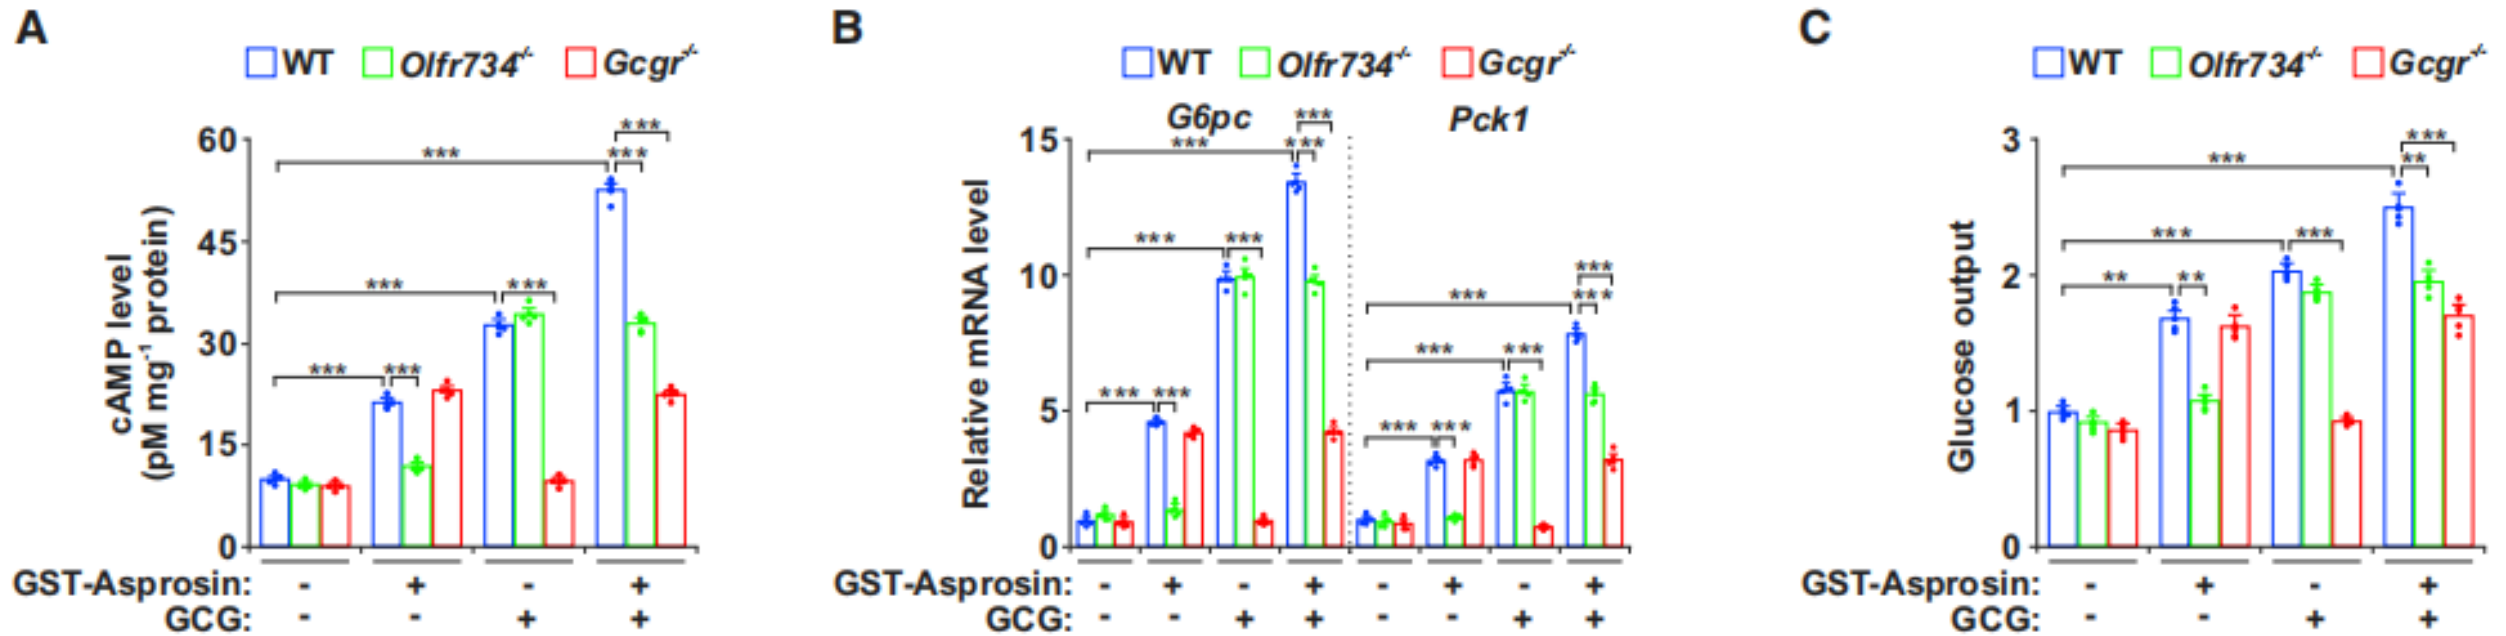 A
WT Olfr734-/- Gcgr-/-
60
45
30
15
0
cAMP level
(pM mg-1 protein)
*** *** ***
*** *** ***
*** *** ***
GST-Asprosin: - + - +
GCG: - - + +
B
WT Olfr734-/- Gcgr-/-
G6pc Pck1
15
10
5
0
Relative mRNA level
*** *** ***
*** ***
*** ***
*** *** ***
*** ***
*** ***
GST-Asprosin: - + - + - + - +
GCG: - - + + - - + +
C
WT Olfr734-/- Gcgr-/-
3
2
1
0
Glucose output
*** ** ***
*** ***
** **
GST-Asprosin: - + - +
GCG: - - + +